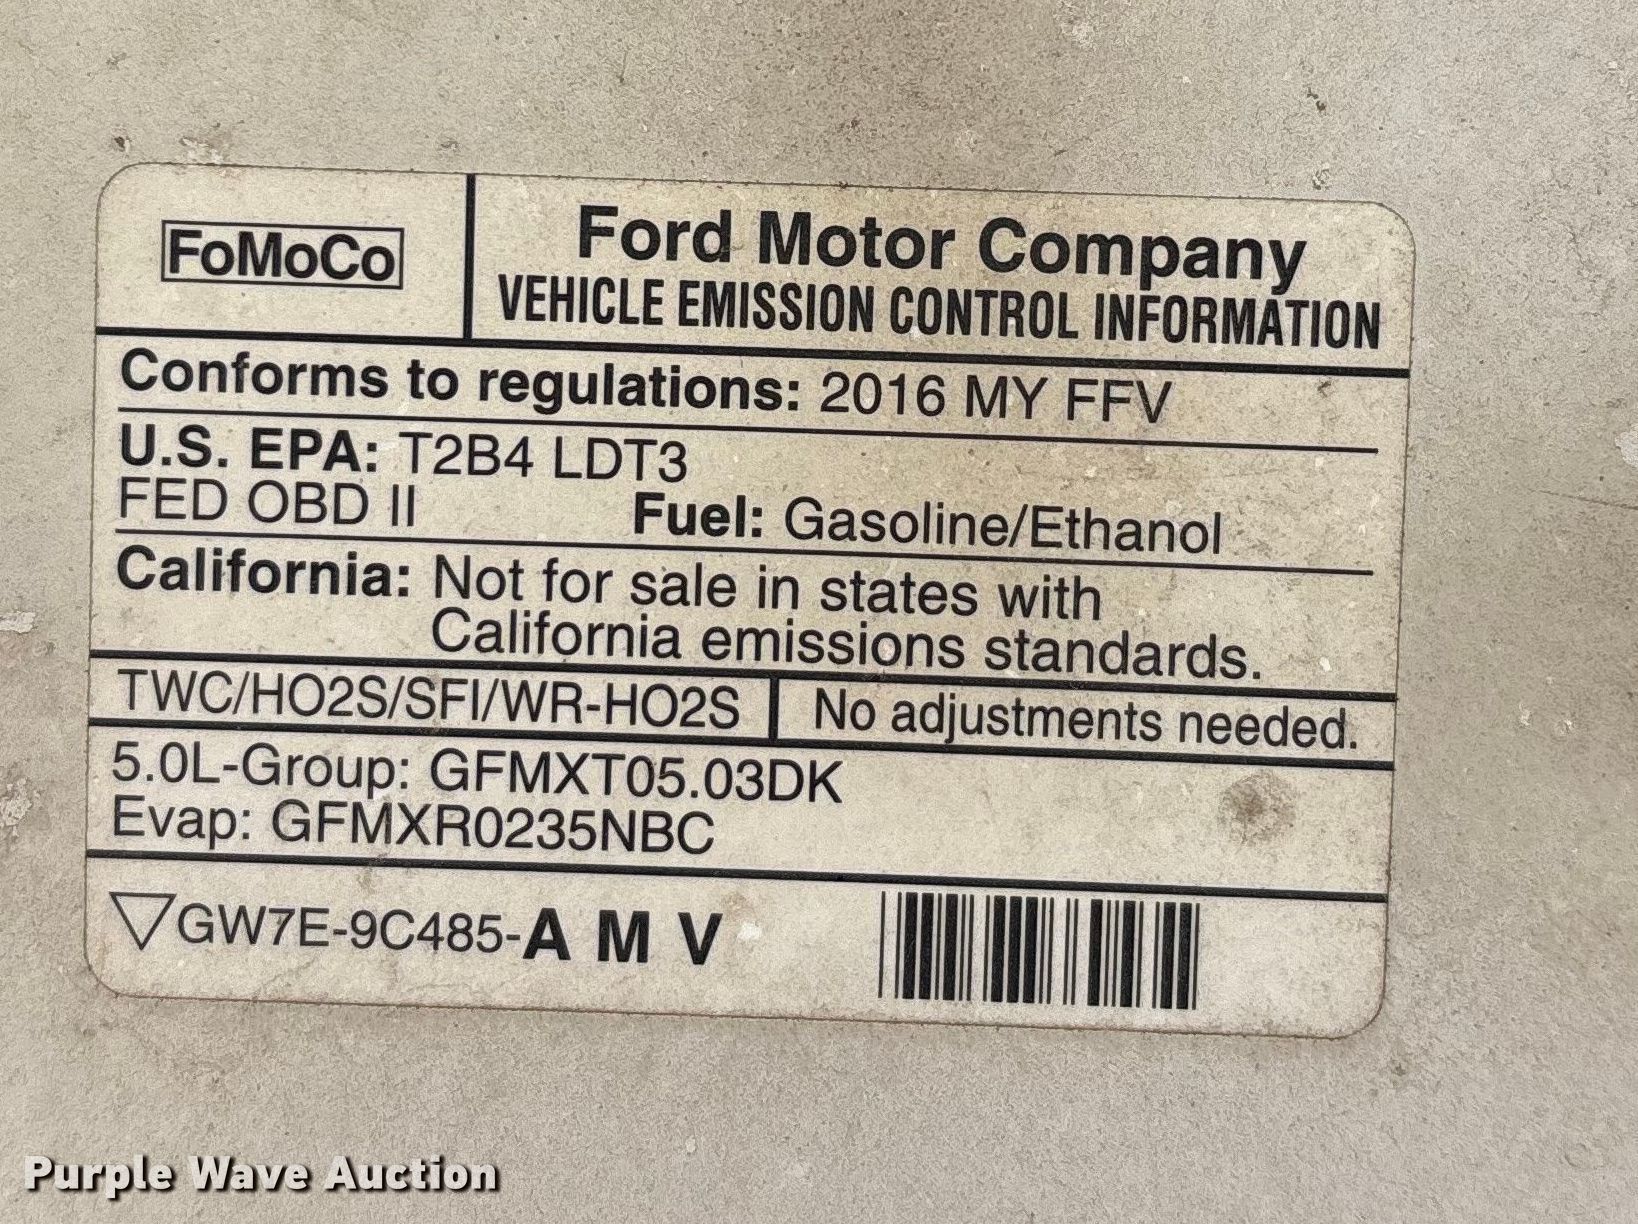 FoMoCo
Ford Motor Company
VEHICLE EMISSION CONTROL INFORMATION
Conforms to regulations: 2016 MY FFV
U.S. EPA: T2B4 LDT3
FED OBD II Fuel: Gasoline/Ethanol
California: Not for sale in states with
California emissions standards.
TWC/HO2S/SFI/WR-HO2S No adjustments needed.
5.0L-Group: GFMXT05.03DK
Evap: GFMXR0235NBC
GW7E-9C485-A M V
Purple Wave Auction